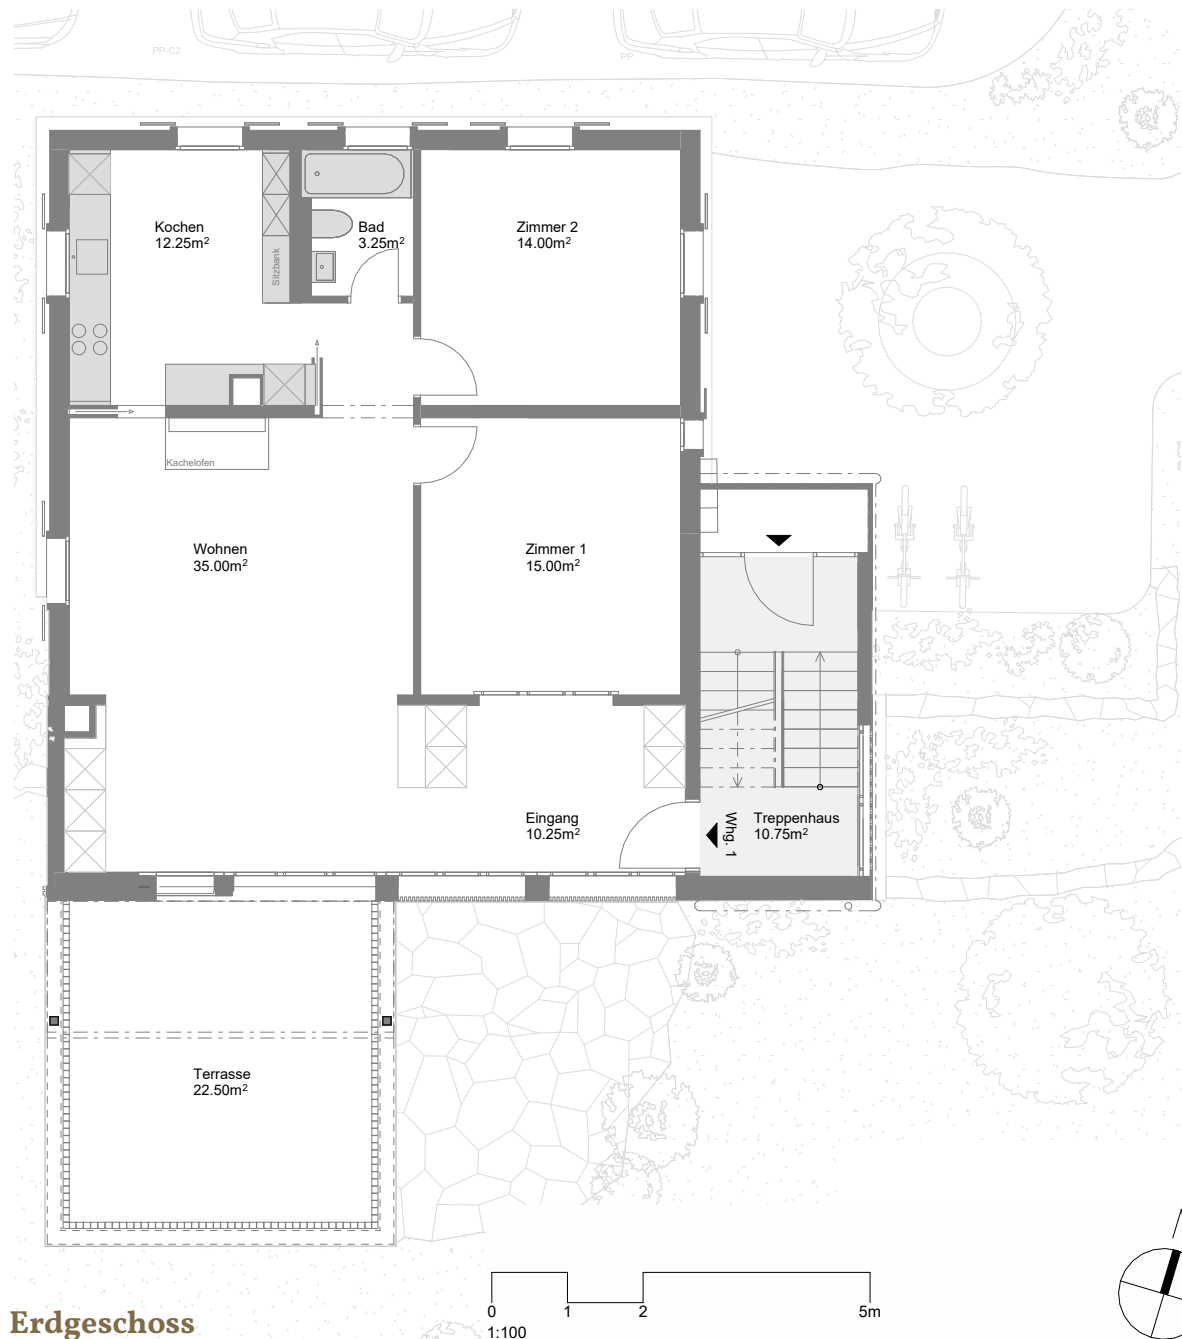 PP-C2
PP
Kochen
12.25m²
Bad
3.25m²
Zimmer 2
14.00m²
Sitzbank
Kachelofen
Wohnen
35.00m²
Zimmer 1
15.00m²
Eingang
10.25m²
Whg. 1
Treppenhaus
10.75m²
Terrasse
22.50m²
0 1 2 5m
1:100
Erdgeschoss